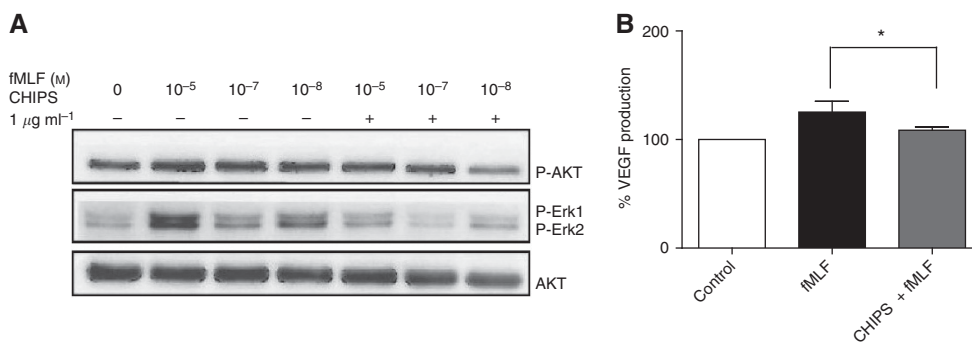 A
fMLF (M) 0 10⁻⁵ 10⁻⁷ 10⁻⁸ 10⁻⁵ 10⁻⁷ 10⁻⁸
CHIPS
1 µg ml⁻¹ – – – – + + +
P-AKT
P-Erk1
P-Erk2
AKT
B
% VEGF production
200
100
0
*
Control
fMLF
CHIPS + fMLF